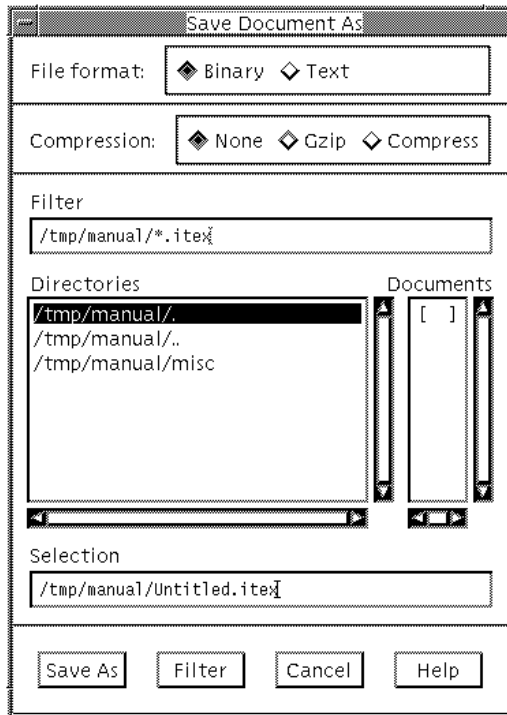 Save Document As
File format: Binary Text
Compression: None Gzip Compress
Filter
/tmp/manual/*.itex
Directories Documents
/tmp/manual/. [ ]
/tmp/manual/..
/tmp/manual/misc
Selection
/tmp/manual/Untitled.itex
Save As Filter Cancel Help